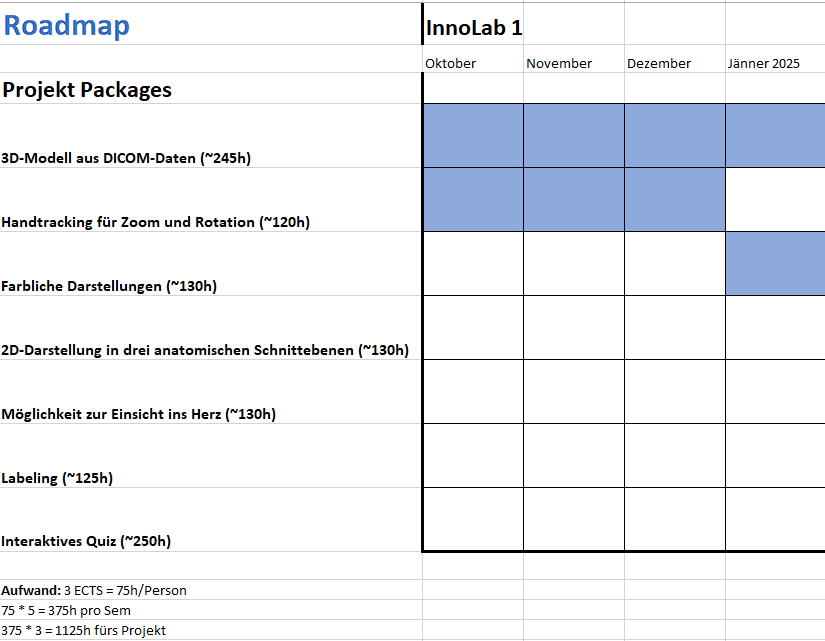 Roadmap
InnoLab 1
Oktober November Dezember Jänner 2025
Projekt Packages
3D-Modell aus DICOM-Daten (~245h)
Handtracking für Zoom und Rotation (~120h)
Farbliche Darstellungen (~130h)
2D-Darstellung in drei anatomischen Schnittebenen (~130h)
Möglichkeit zur Einsicht ins Herz (~130h)
Labeling (~125h)
Interaktives Quiz (~250h)
Aufwand: 3 ECTS = 75h/Person
75 * 5 = 375h pro Sem
375 * 3 = 1125h fürs Projekt